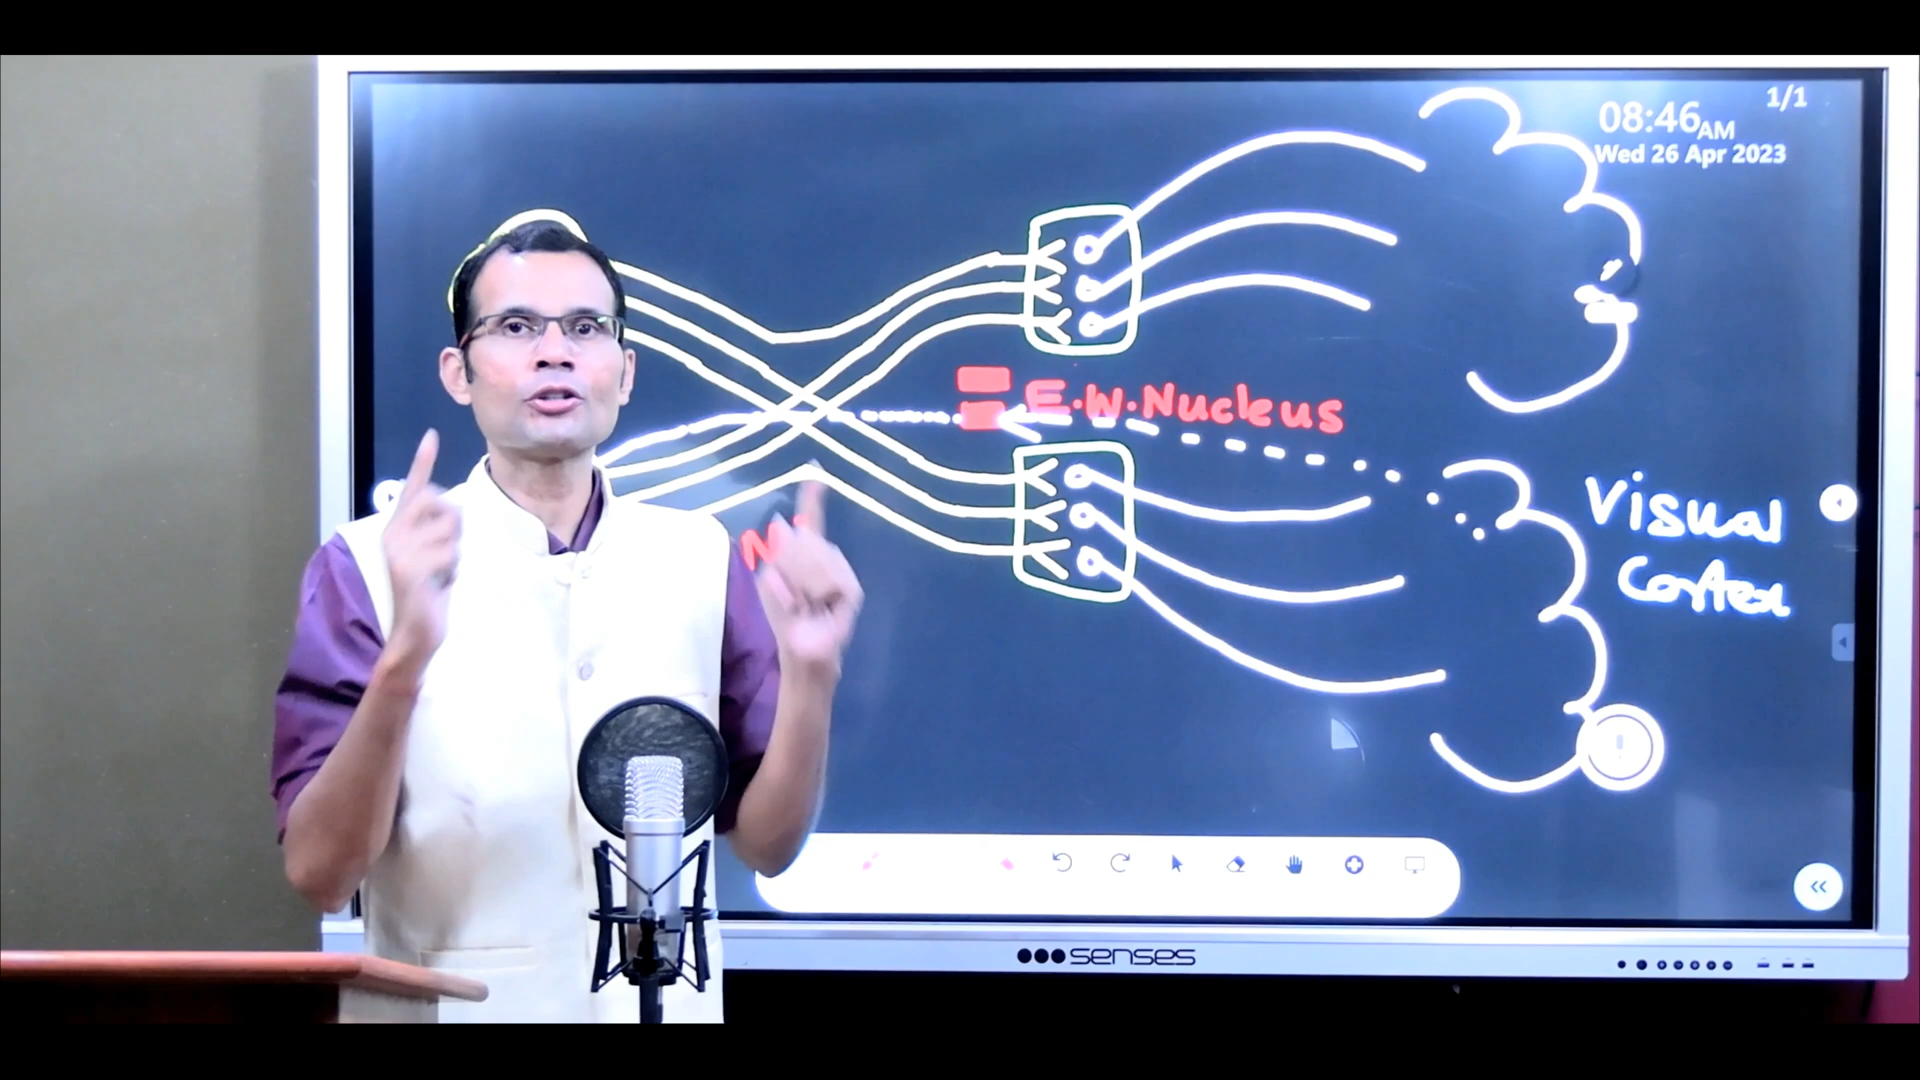 1/1
08:46AM
Wed 26 Apr 2023
E.W.Nucleus
Visual
Cortex
senses